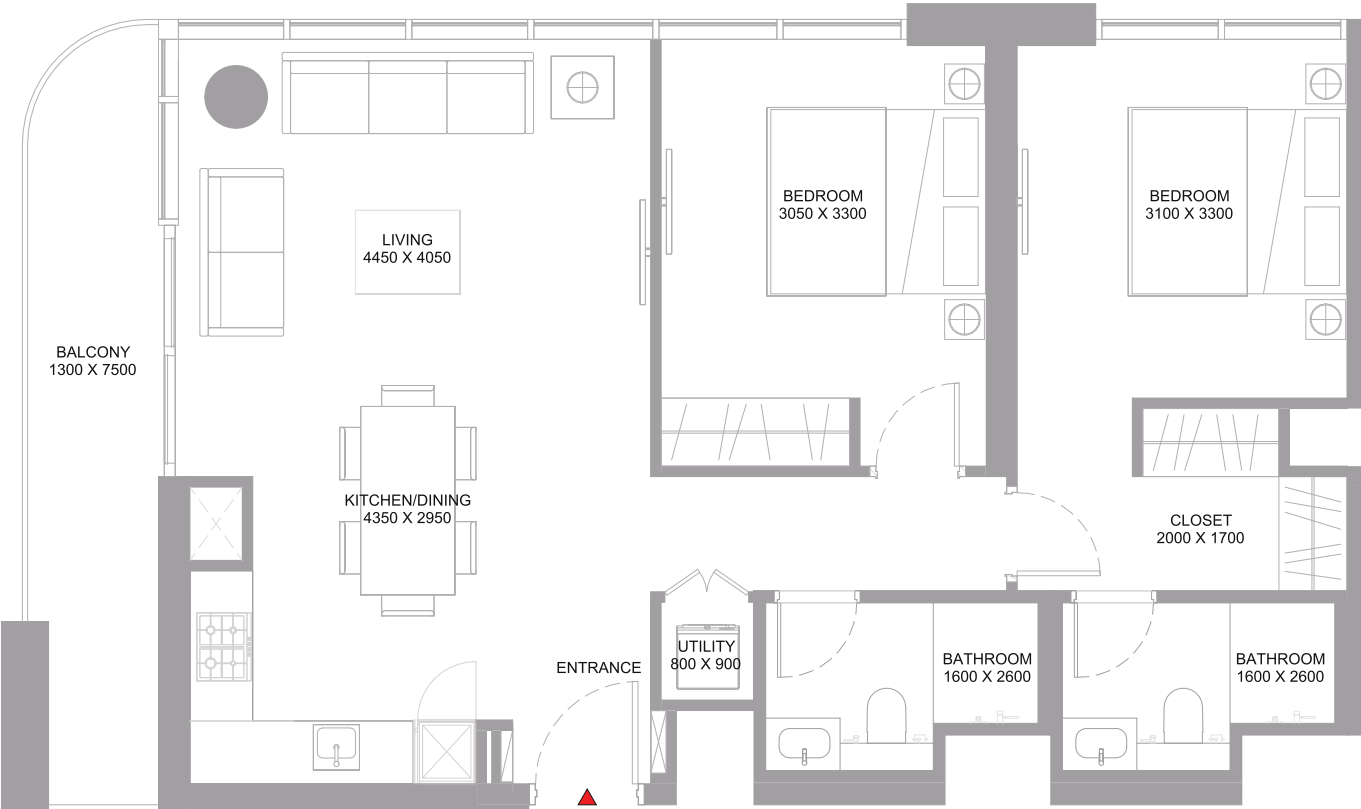 BEDROOM
3050 X 3300
BEDROOM
3100 X 3300
LIVING
4450 X 4050
BALCONY
1300 X 7500
KITCHEN/DINING
4350 X 2950
CLOSET
2000 X 1700
ENTRANCE
UTILITY
800 X 900
BATHROOM
1600 X 2600
BATHROOM
1600 X 2600